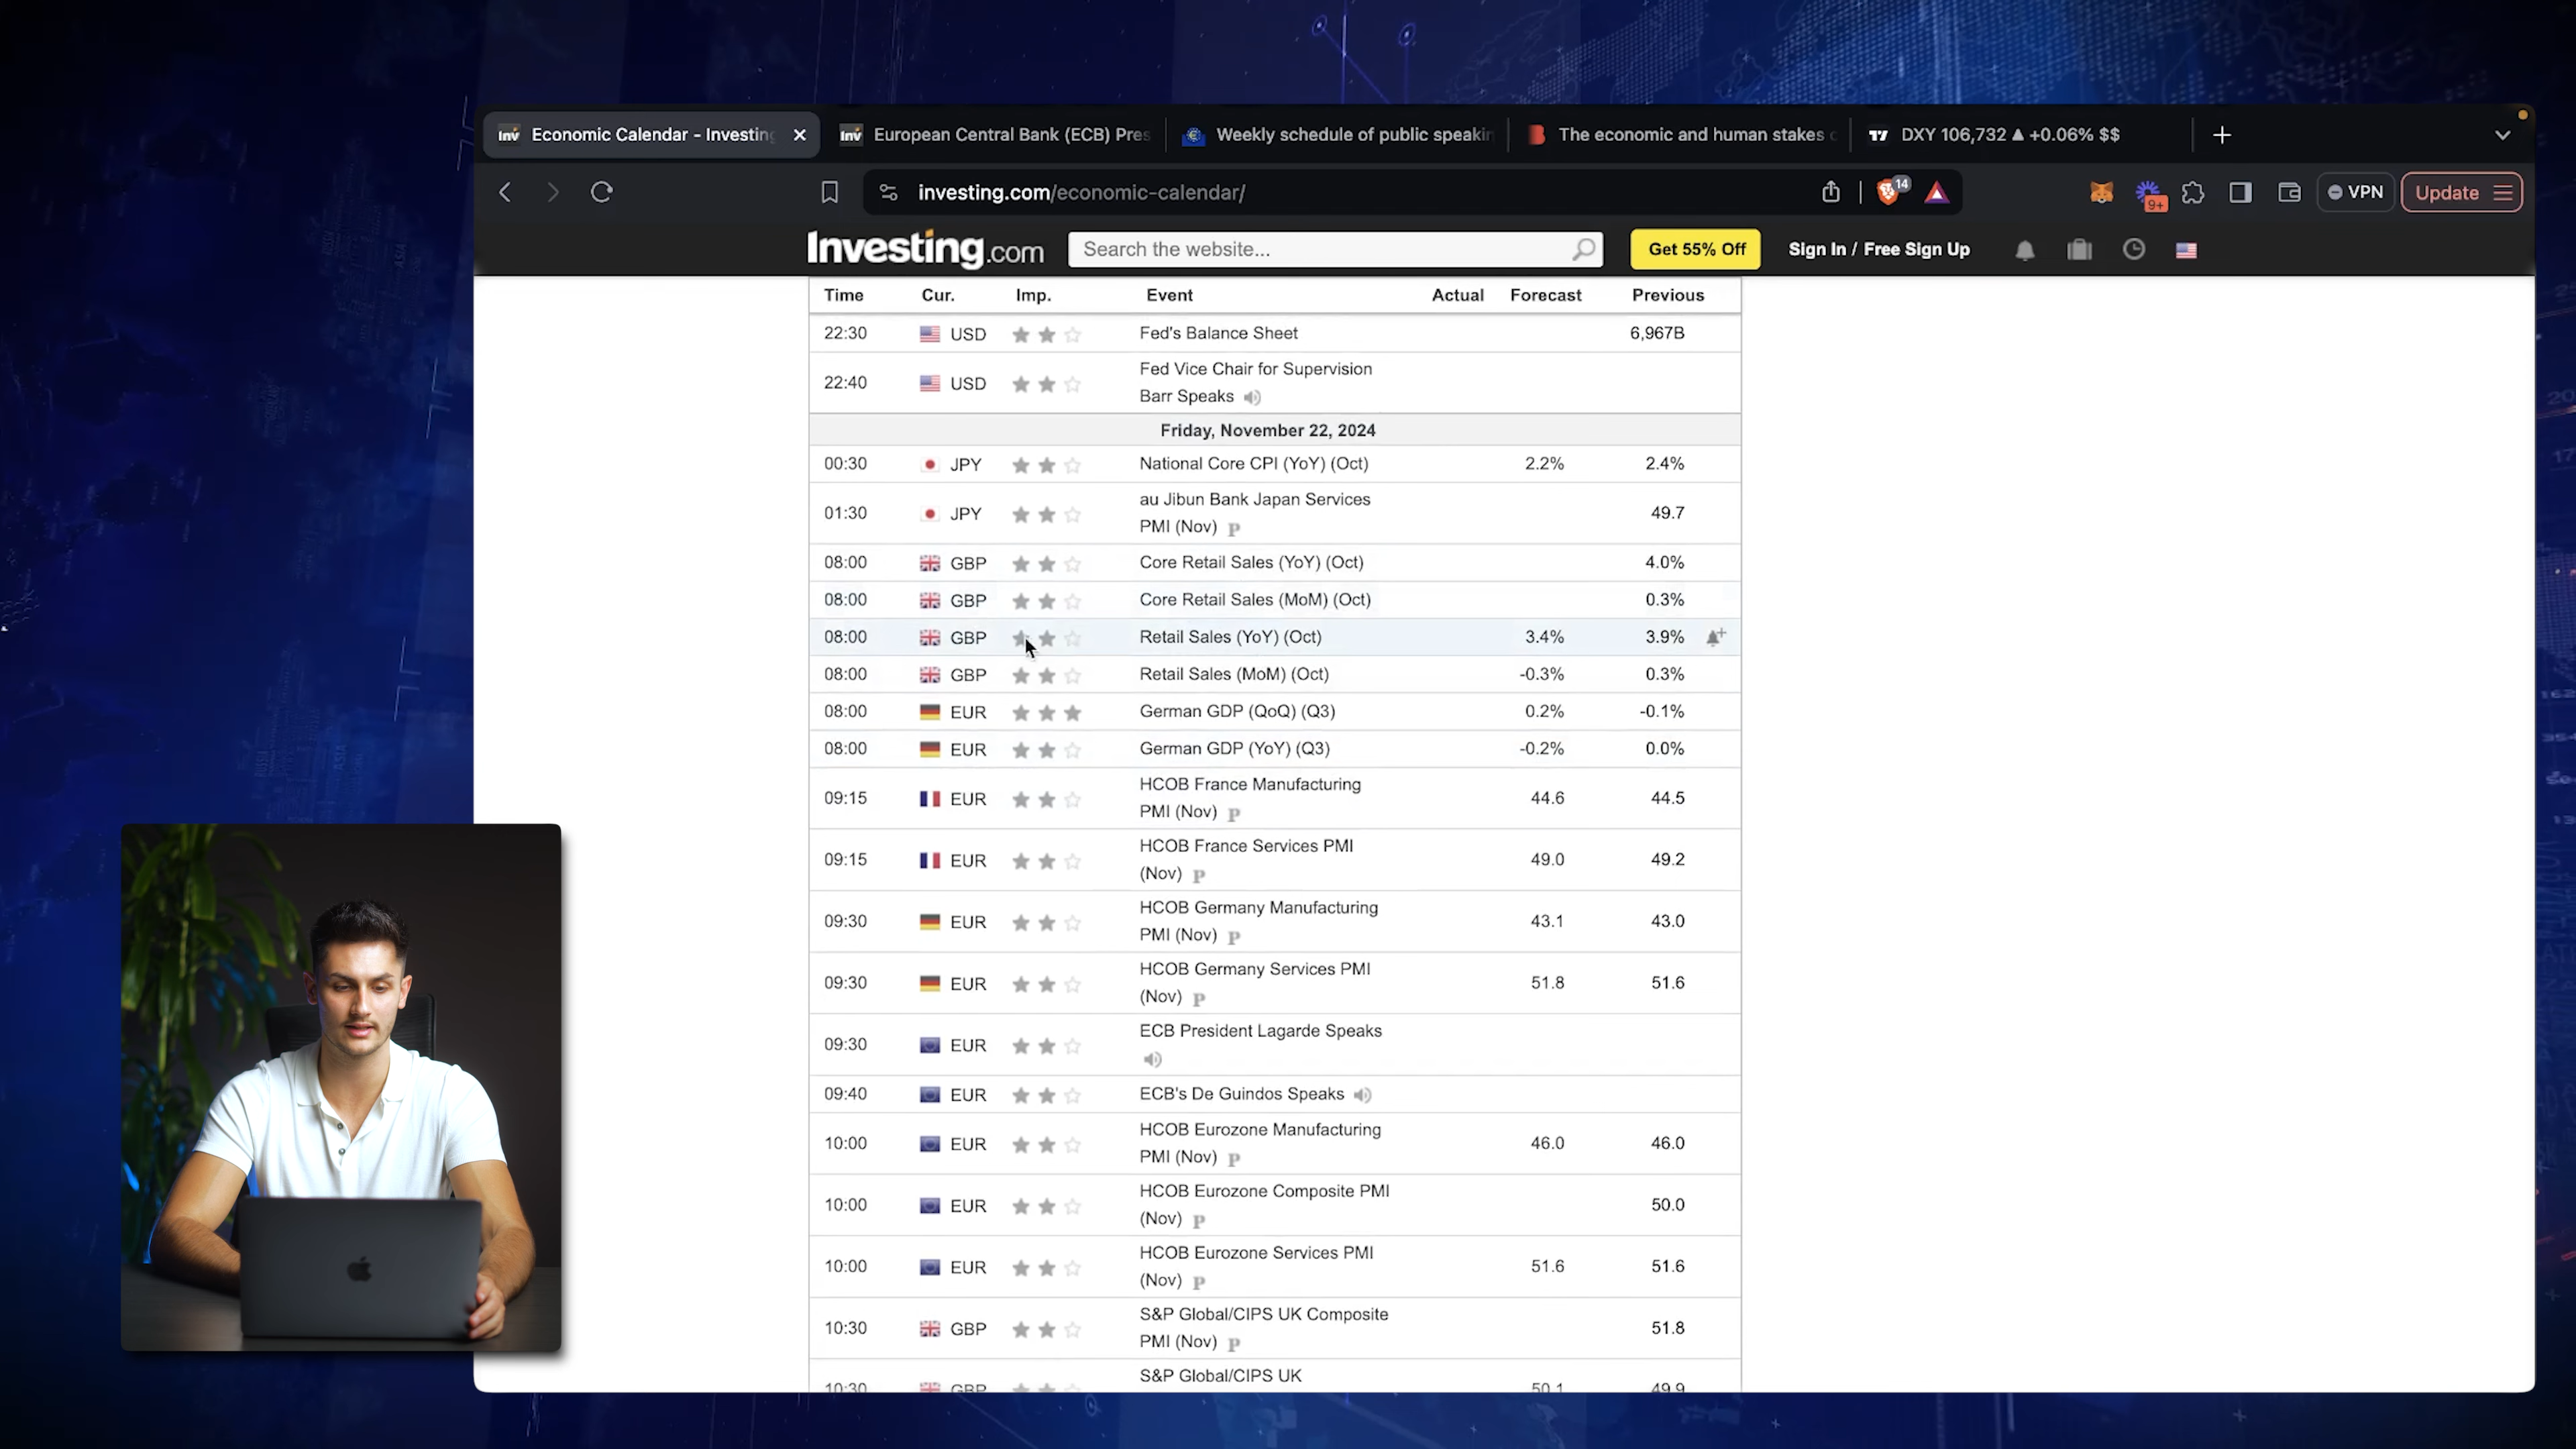 inv Economic Calendar - Investing
inv European Central Bank (ECB) Pres
Weekly schedule of public speakin
The economic and human stakes
DXY 106,732 ▲ +0.06% $$
investing.com/economic-calendar/
14
9+
VPN
Update
Investing.com
Search the website...
Get 55% Off
Sign In / Free Sign Up
Time Cur. Imp. Event Actual Forecast Previous
22:30 USD Fed's Balance Sheet 6,967B
22:40 USD Fed Vice Chair for Supervision
Barr Speaks
Friday, November 22, 2024
00:30 JPY National Core CPI (YoY) (Oct) 2.2% 2.4%
01:30 JPY au Jibun Bank Japan Services
PMI (Nov) P 49.7
08:00 GBP Core Retail Sales (YoY) (Oct) 4.0%
08:00 GBP Core Retail Sales (MoM) (Oct) 0.3%
08:00 GBP Retail Sales (YoY) (Oct) 3.4% 3.9%
08:00 GBP Retail Sales (MoM) (Oct) -0.3% 0.3%
08:00 EUR German GDP (QoQ) (Q3) 0.2% -0.1%
08:00 EUR German GDP (YoY) (Q3) -0.2% 0.0%
09:15 EUR HCOB France Manufacturing
PMI (Nov) P 44.6 44.5
09:15 EUR HCOB France Services PMI
(Nov) P 49.0 49.2
09:30 EUR HCOB Germany Manufacturing
PMI (Nov) P 43.1 43.0
09:30 EUR HCOB Germany Services PMI
(Nov) P 51.8 51.6
09:30 EUR ECB President Lagarde Speaks
09:40 EUR ECB's De Guindos Speaks
10:00 EUR HCOB Eurozone Manufacturing
PMI (Nov) P 46.0 46.0
10:00 EUR HCOB Eurozone Composite PMI
(Nov) P 50.0
10:00 EUR HCOB Eurozone Services PMI
(Nov) P 51.6 51.6
10:30 GBP S&P Global/CIPS UK Composite
PMI (Nov) P 51.8
10:30 GBP S&P Global/CIPS UK 50.1 49.9